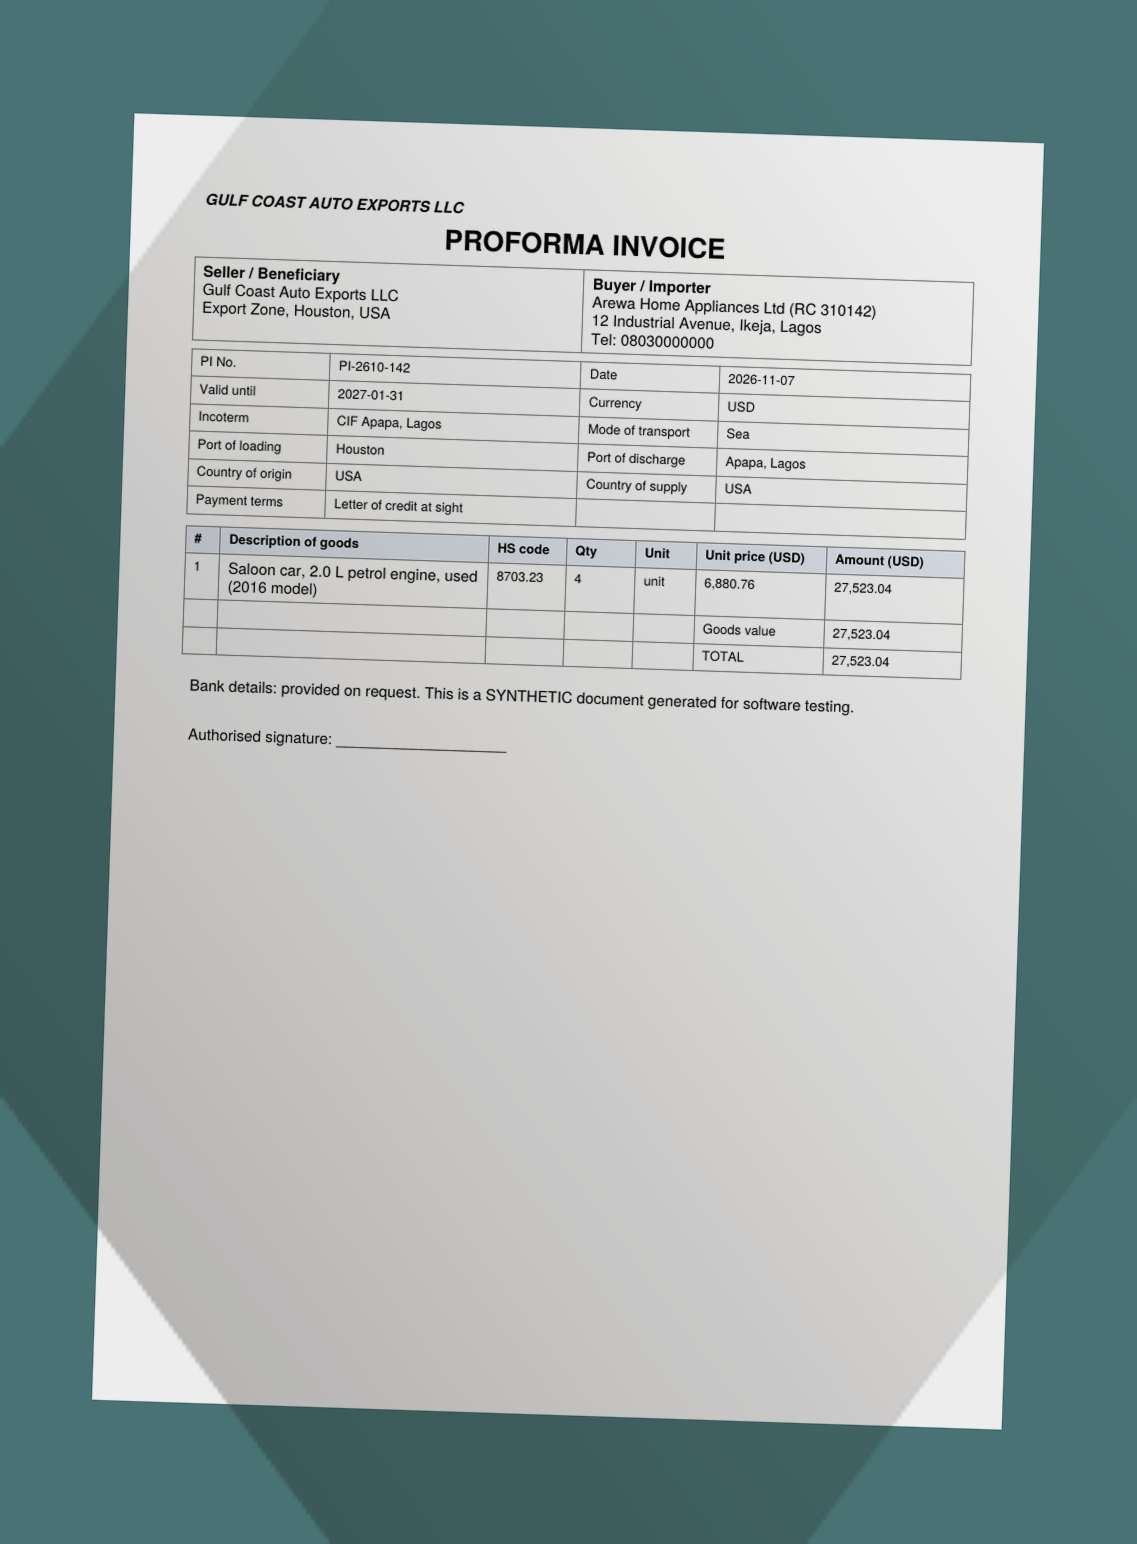 GULF COAST AUTO EXPORTS LLC
PROFORMA INVOICE
Seller / Beneficiary
Gulf Coast Auto Exports LLC
Export Zone, Houston, USA
Buyer / Importer
Arewa Home Appliances Ltd (RC 310142)
12 Industrial Avenue, Ikeja, Lagos
Tel: 08030000000
PI No. PI-2610-142 Date 2026-11-07
Valid until 2027-01-31 Currency USD
Incoterm CIF Apapa, Lagos Mode of transport Sea
Port of loading Houston Port of discharge Apapa, Lagos
Country of origin USA Country of supply USA
Payment terms Letter of credit at sight
# Description of goods HS code Qty Unit Unit price (USD) Amount (USD)
1 Saloon car, 2.0 L petrol engine, used (2016 model) 8703.23 4 unit 6,880.76 27,523.04
Goods value 27,523.04
TOTAL 27,523.04
Bank details: provided on request. This is a SYNTHETIC document generated for software testing.
Authorised signature: ____________________